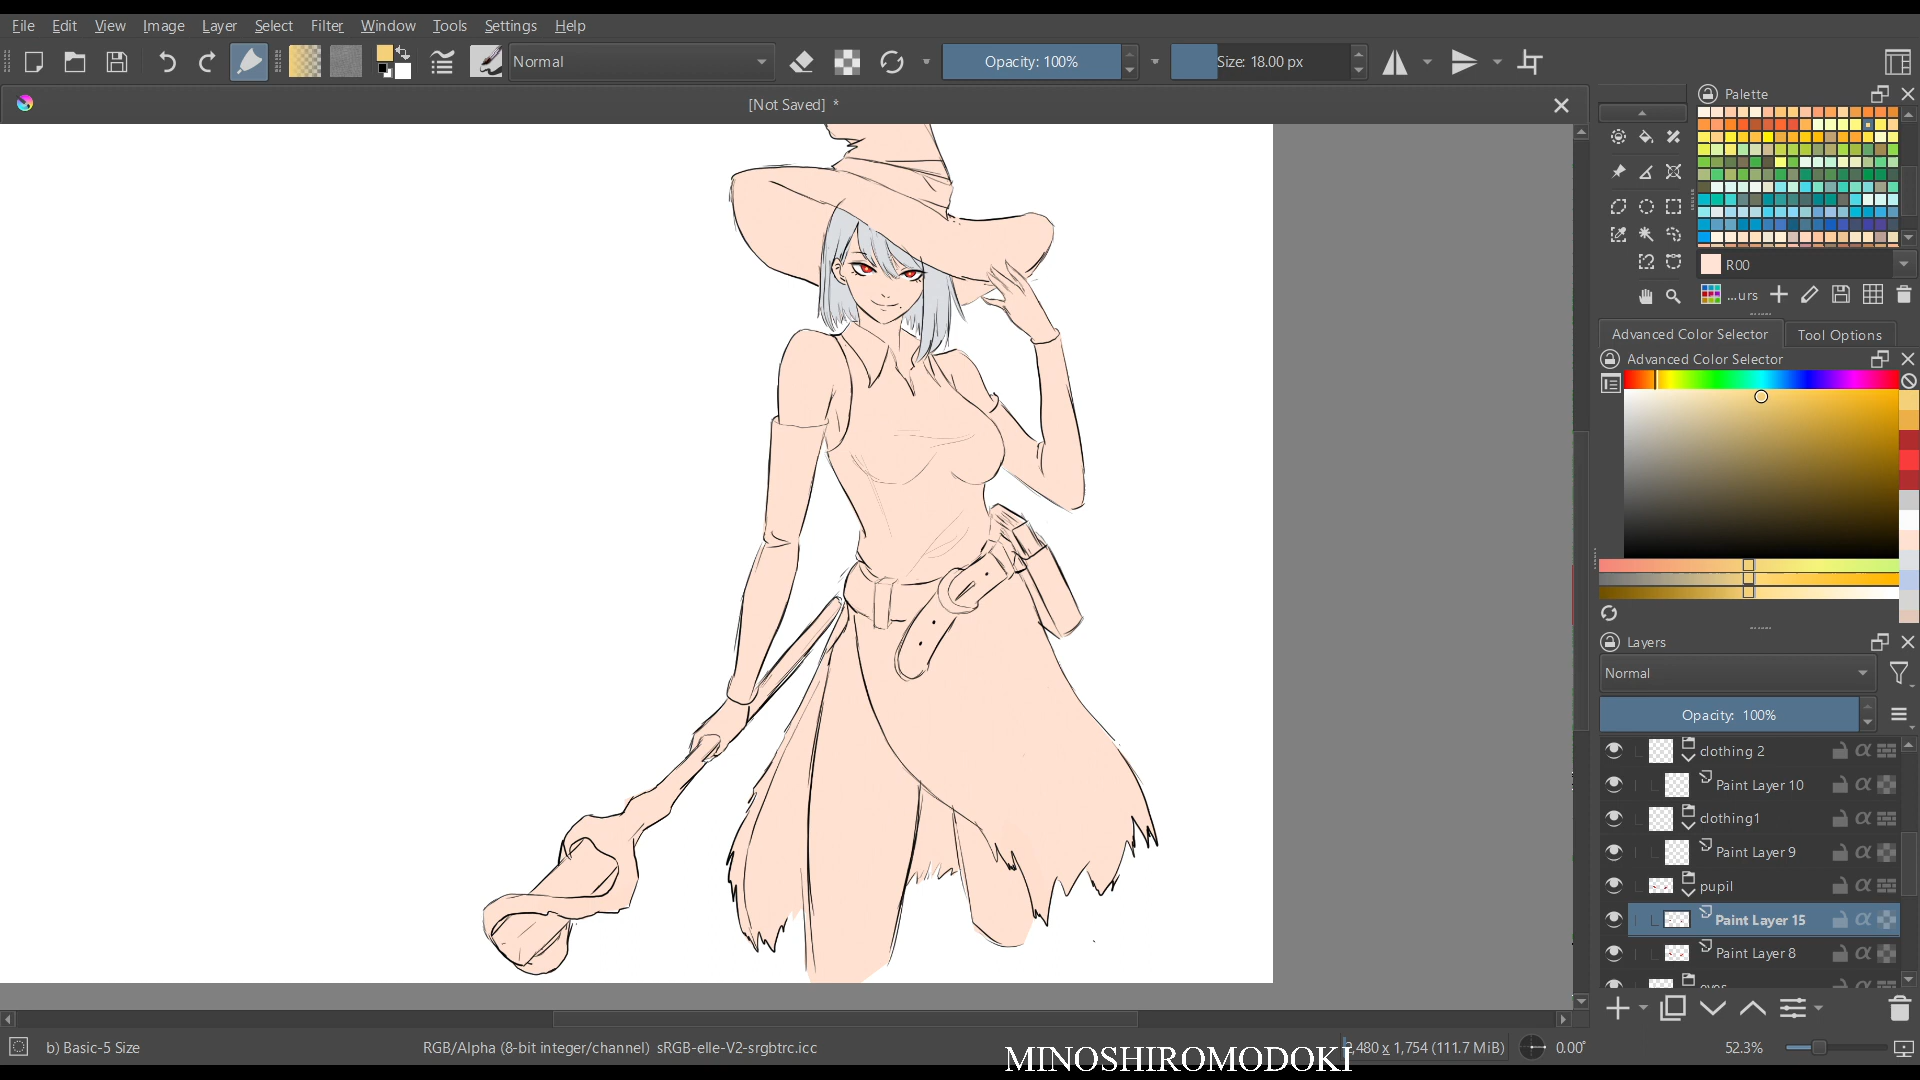 File Edit View Image Layer Select Filter Window Tools Settings Help
Normal Opacity: 100% Size: 18.00 px
[Not Saved] *
Palette
R00
...urs
Advanced Color Selector Tool Options
Advanced Color Selector
Layers
Normal
Opacity: 100%
clothing 2
Paint Layer 10
clothing1
Paint Layer 9
pupil
Paint Layer 15
Paint Layer 8
eyes
b) Basic-5 Size RGB/Alpha (8-bit integer/channel) sRGB-elle-V2-srgbtrc.icc ,480 x 1,754 (111.7 MiB) 0.00° 52.3%
MINOSHIROMODOKI